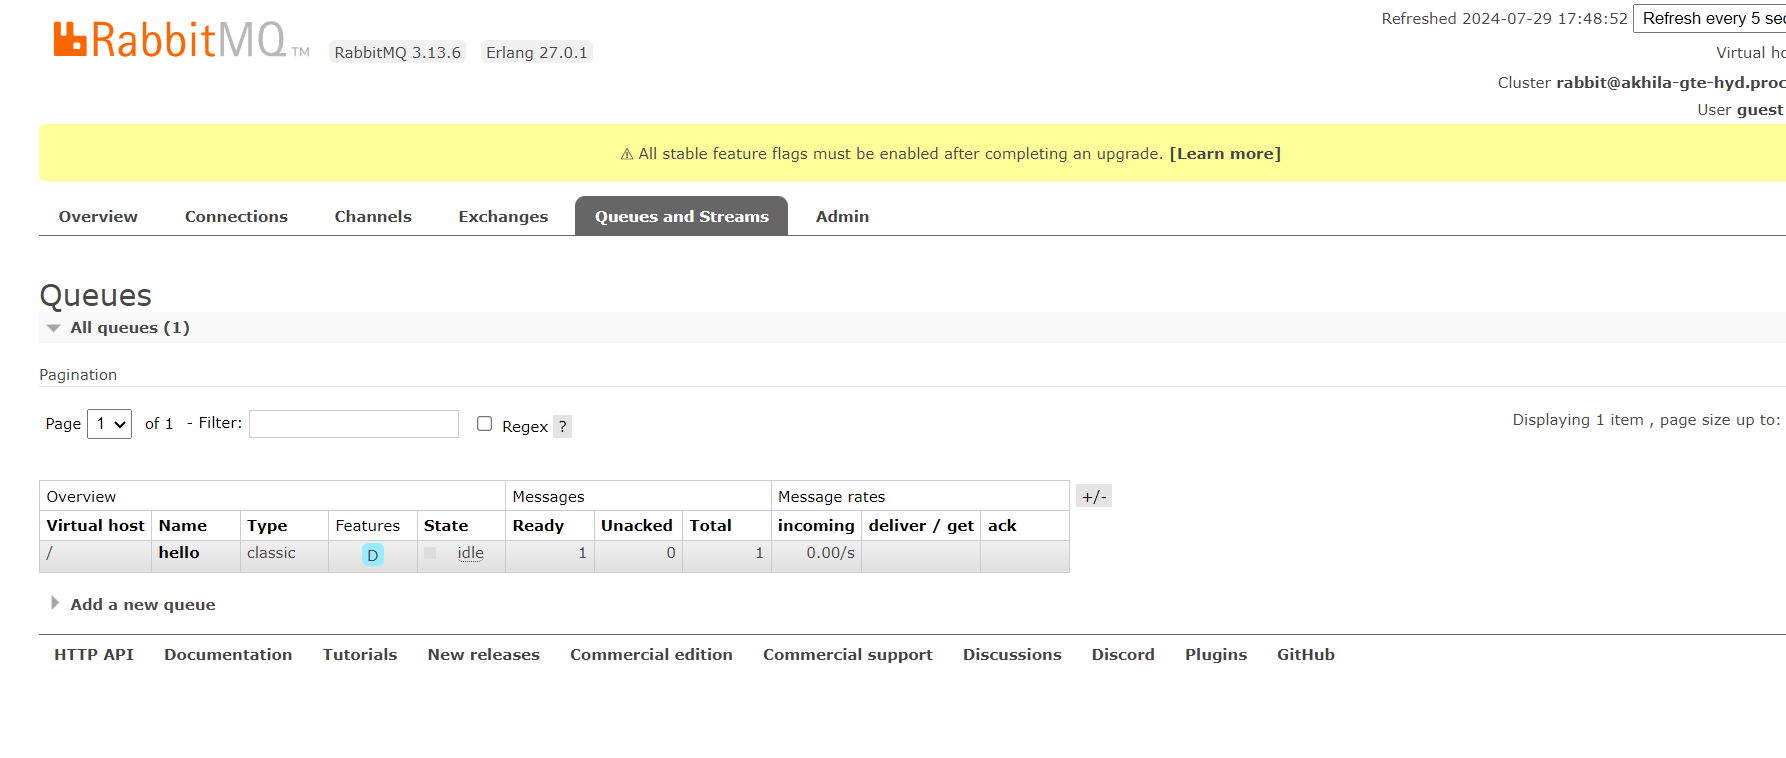 Refreshed 2024-07-29 17:48:52 Refresh every 5 sec
RabbitMQ TM RabbitMQ 3.13.6 Erlang 27.0.1
Virtual ho
Cluster rabbit@akhila-gte-hyd.proc
User guest
⚠ All stable feature flags must be enabled after completing an upgrade. [Learn more]
Overview Connections Channels Exchanges Queues and Streams Admin
Queues
All queues (1)
Pagination
Page 1 of 1 - Filter: Regex ? Displaying 1 item , page size up to:
Overview Messages Message rates +/-
Virtual host Name Type Features State Ready Unacked Total incoming deliver / get ack
/ hello classic D idle 1 0 1 0.00/s
Add a new queue
HTTP API Documentation Tutorials New releases Commercial edition Commercial support Discussions Discord Plugins GitHub